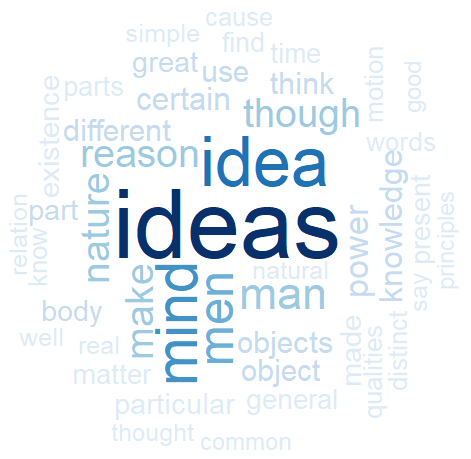 cause
simple
find
time
great
use
think
motion
good
parts
certain
though
existence
different
words
reason
idea
nature
knowledge
part
ideas
power
present
principles
relation
know
natural
say
mind
men
make
man
body
made
distinct
well
real
objects
qualities
matter
object
particular
general
thought
common